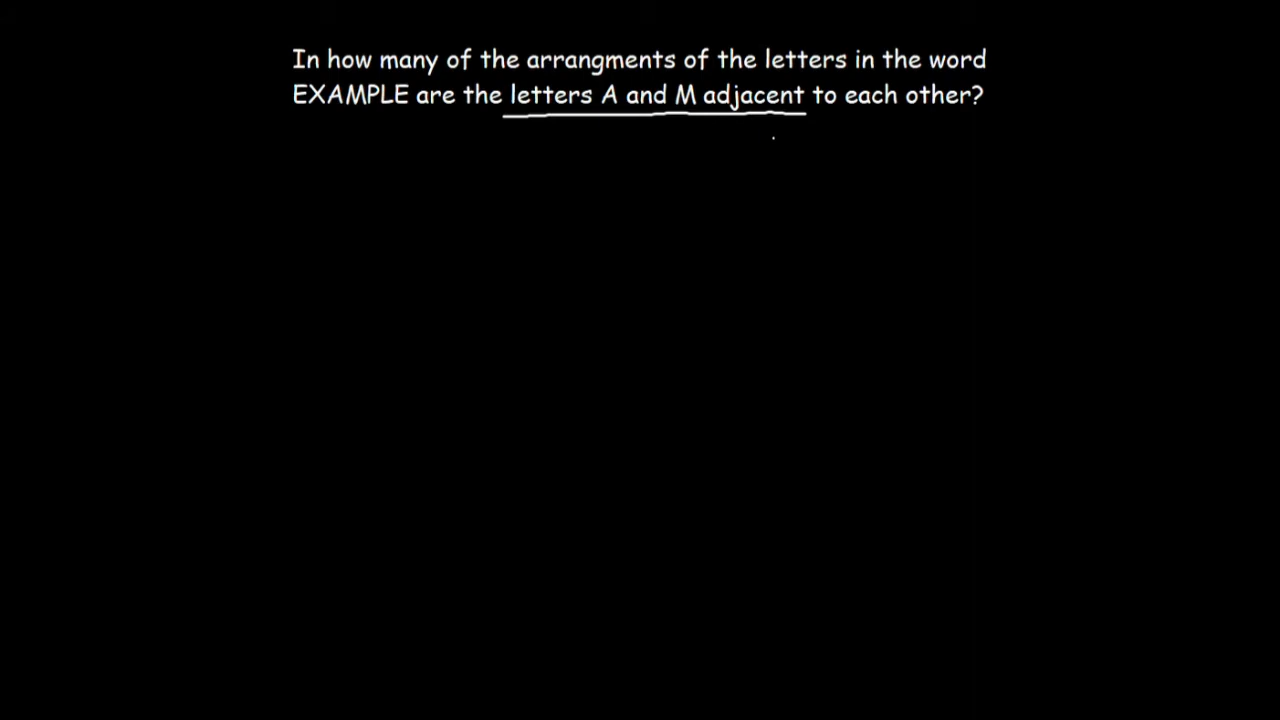 In how many of the arrangments of the letters in the word
EXAMPLE are the letters A and M adjacent to each other?